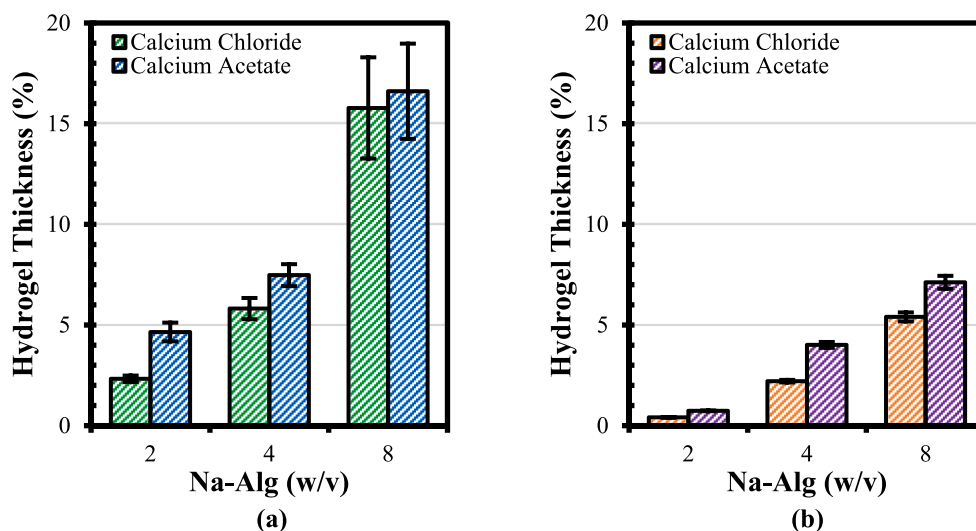 20
15
10
5
0
Hydrogel Thickness (%)
Calcium Chloride
Calcium Acetate
2 4 8
Na-Alg (w/v)
(a)
20
15
10
5
0
Hydrogel Thickness (%)
Calcium Chloride
Calcium Acetate
2 4 8
Na-Alg (w/v)
(b)